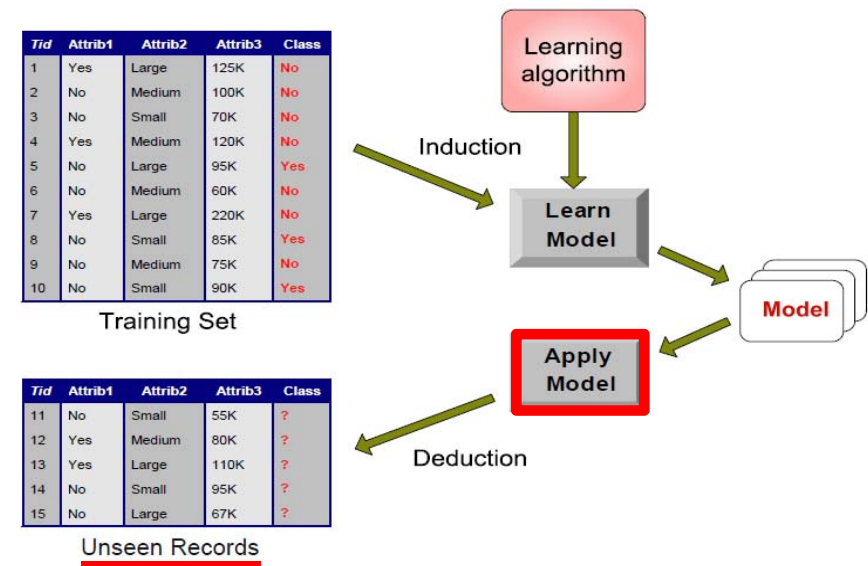 Tid Attrib1 Attrib2 Attrib3 Class
1 Yes Large 125K No
2 No Medium 100K No
3 No Small 70K No
4 Yes Medium 120K No
5 No Large 95K Yes
6 No Medium 60K No
7 Yes Large 220K No
8 No Small 85K Yes
9 No Medium 75K No
10 No Small 90K Yes
Training Set
Learning
algorithm
Induction
Learn
Model
Model
Apply
Model
Deduction
Tid Attrib1 Attrib2 Attrib3 Class
11 No Small 55K ?
12 Yes Medium 80K ?
13 Yes Large 110K ?
14 No Small 95K ?
15 No Large 67K ?
Unseen Records